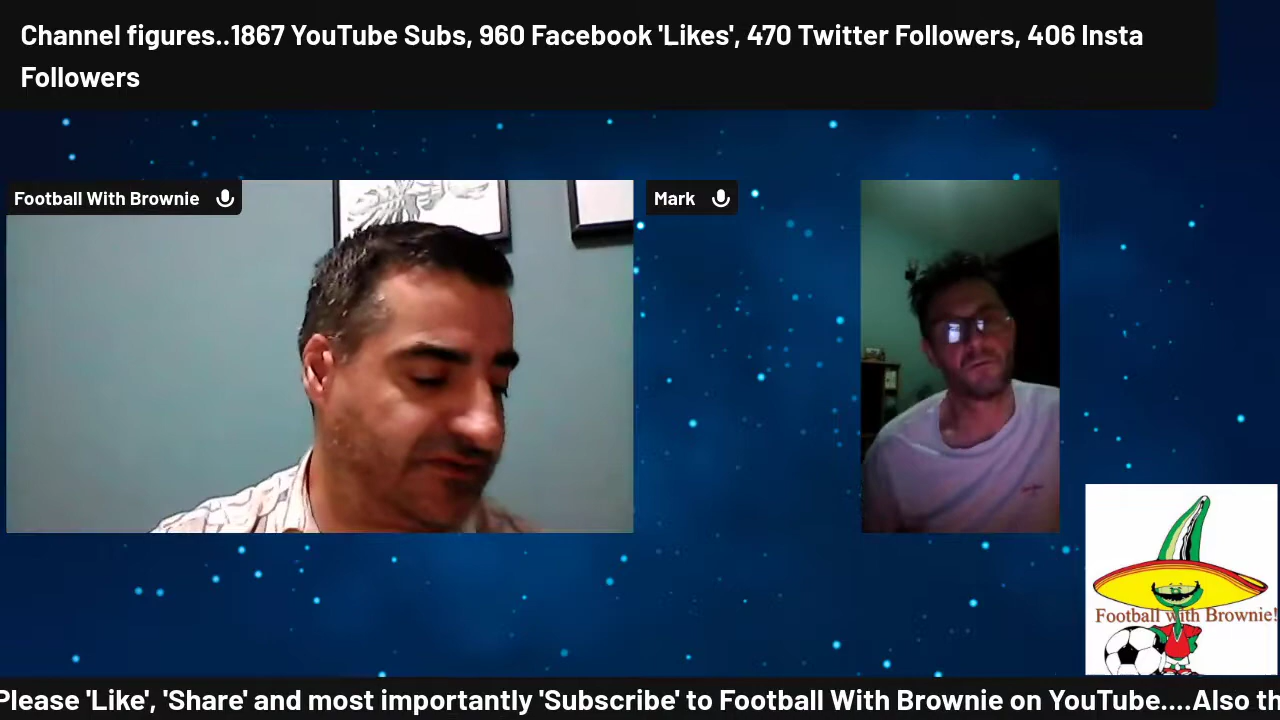 Channel figures..1867 YouTube Subs, 960 Facebook 'Likes', 470 Twitter Followers, 406 Insta
Followers
Football With Brownie
Mark
Football with Brownie!
Please 'Like', 'Share' and most importantly 'Subscribe' to Football With Brownie on YouTube....Also th